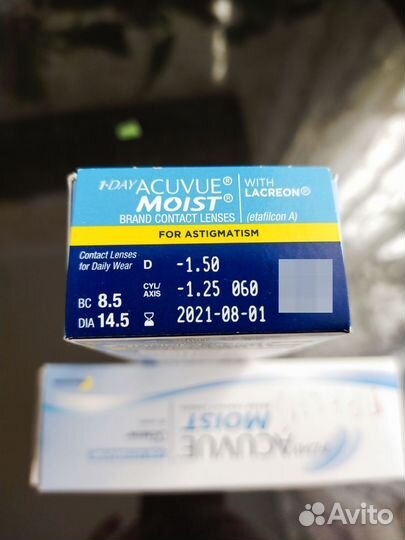 1-DAY ACUVUE® MOIST® WITH LACREON®
BRAND CONTACT LENSES (etafilcon A)
FOR ASTIGMATISM
Contact Lenses for Daily Wear D -1.50
BC 8.5 CYL/AXIS -1.25 060
DIA 14.5 2021-08-01
ACUVUE
MOIST
Avito